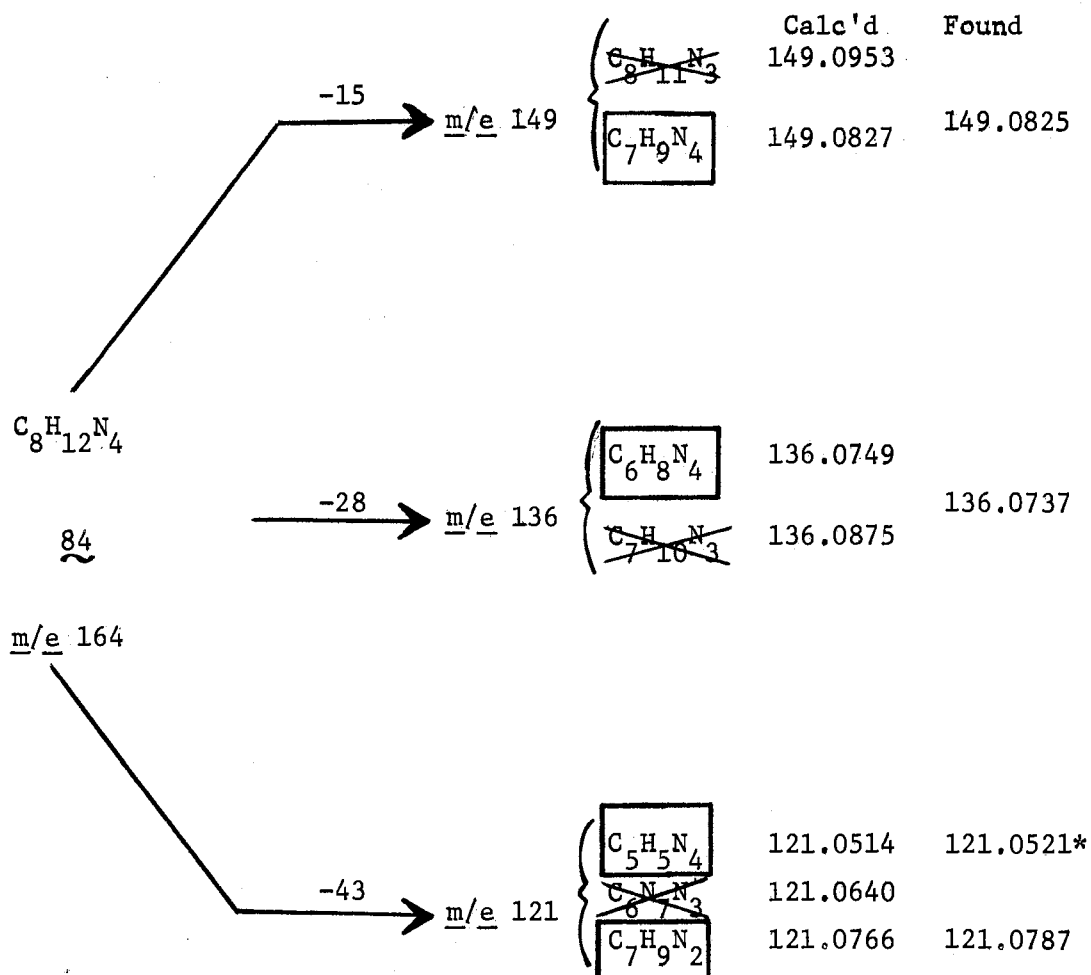 Calc'd Found
C8H11N3 149.0953
-15
m/e 149
C7H9N4 149.0827 149.0825
C8H12N4
C6H8N4 136.0749
-28
m/e 136 136.0737
84
C7H10N3 136.0875
m/e 164
C5H5N4 121.0514 121.0521*
-43
C6N7N3 121.0640
m/e 121
C7H9N2 121.0766 121.0787